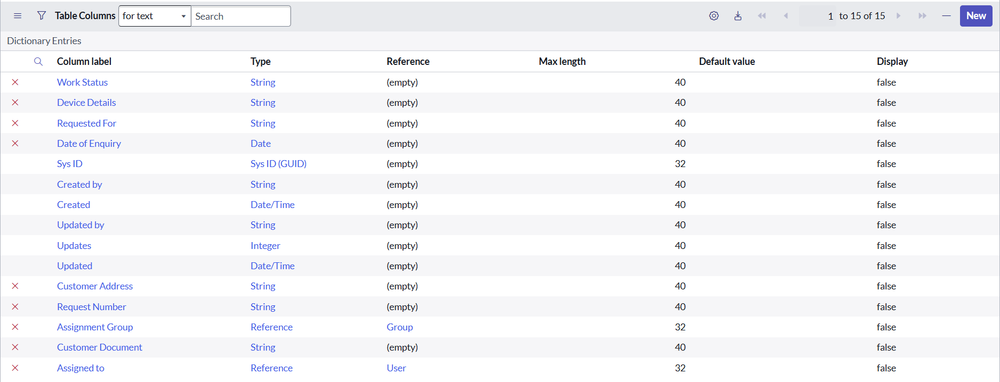 Table Columns for text Search 1 to 15 of 15 New
Dictionary Entries
Column label Type Reference Max length Default value Display
Work Status String (empty) 40 false
Device Details String (empty) 40 false
Requested For String (empty) 40 false
Date of Enquiry Date (empty) 40 false
Sys ID Sys ID (GUID) (empty) 32 false
Created by String (empty) 40 false
Created Date/Time (empty) 40 false
Updated by String (empty) 40 false
Updates Integer (empty) 40 false
Updated Date/Time (empty) 40 false
Customer Address String (empty) 40 false
Request Number String (empty) 40 false
Assignment Group Reference Group 32 false
Customer Document String (empty) 40 false
Assigned to Reference User 32 false